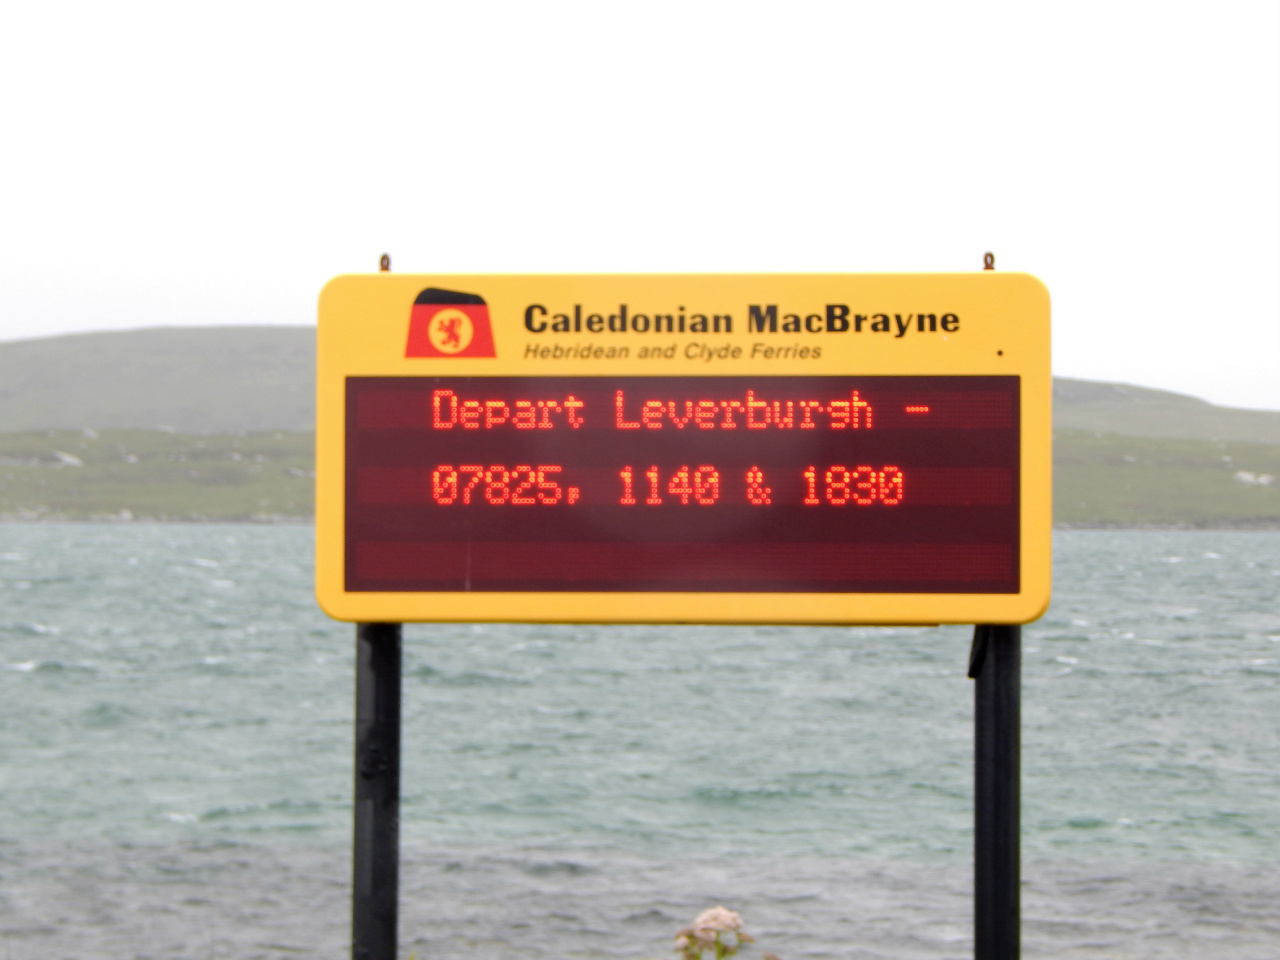 Caledonian MacBrayne
Hebridean and Clyde Ferries
Depart Leverburgh -
07825, 1140 & 1830